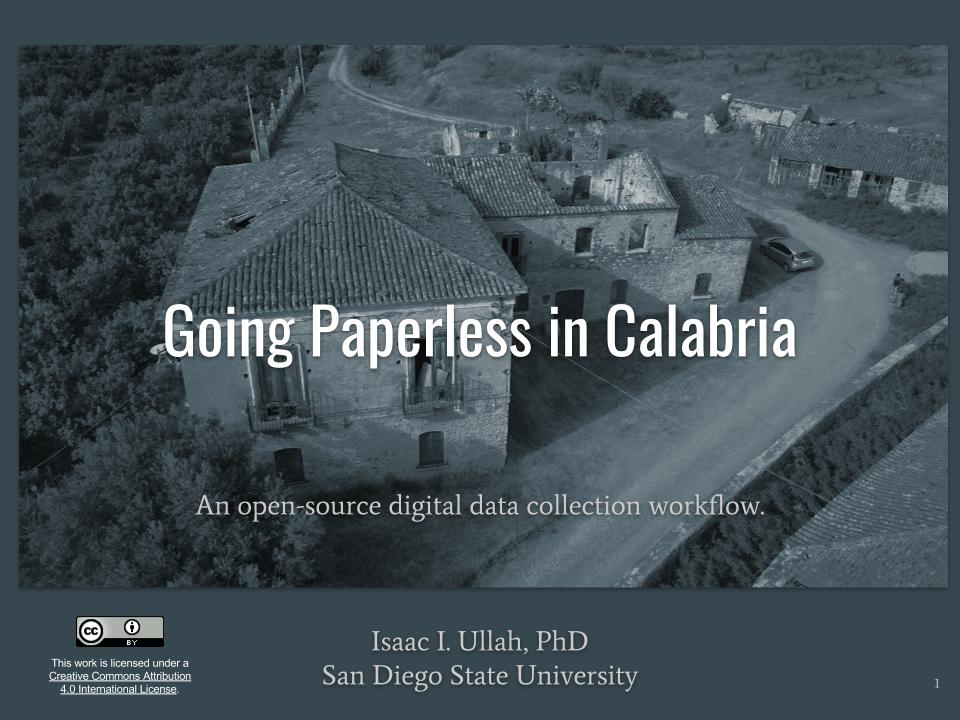 Going Paperless in Calabria
An open-source digital data collection workflow.
cc
BY
This work is licensed under a
Creative Commons Attribution
4.0 International License.
Isaac I. Ullah, PhD
San Diego State University
1